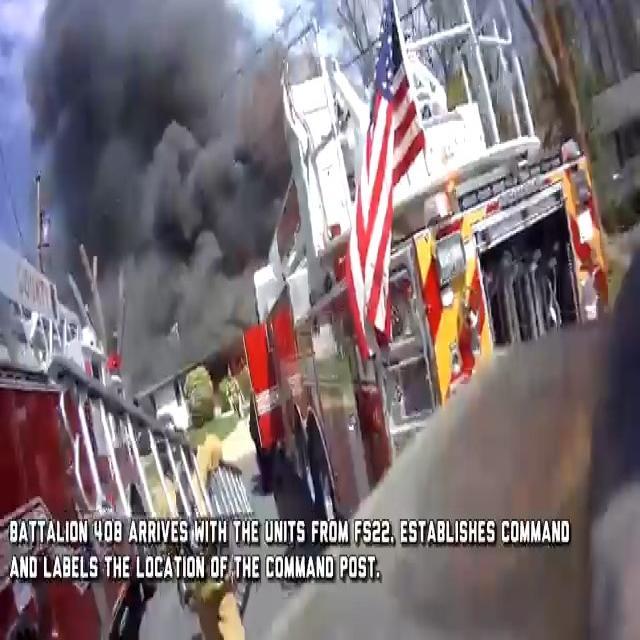 BATTALION 408 ARRIVES WITH THE UNITS FROM FS22, ESTABLISHES COMMAND
AND LABELS THE LOCATION OF THE COMMAND POST.